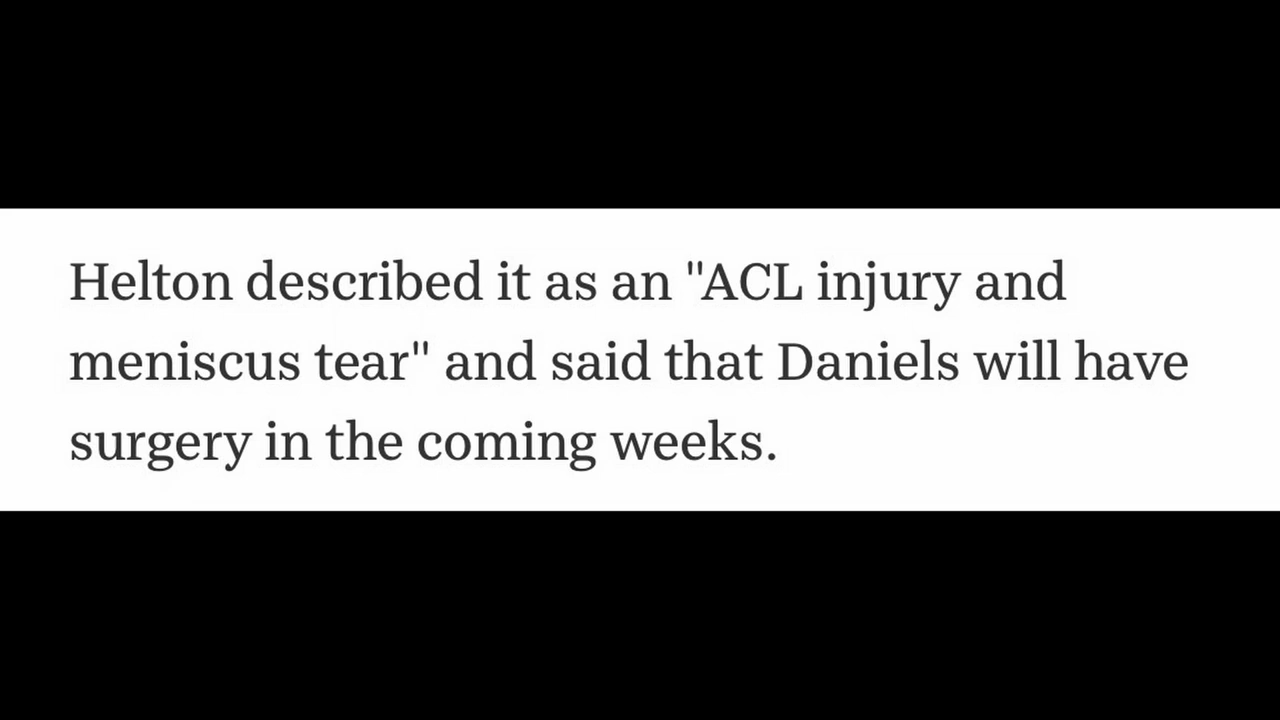 Helton described it as an "ACL injury and
meniscus tear" and said that Daniels will have
surgery in the coming weeks.